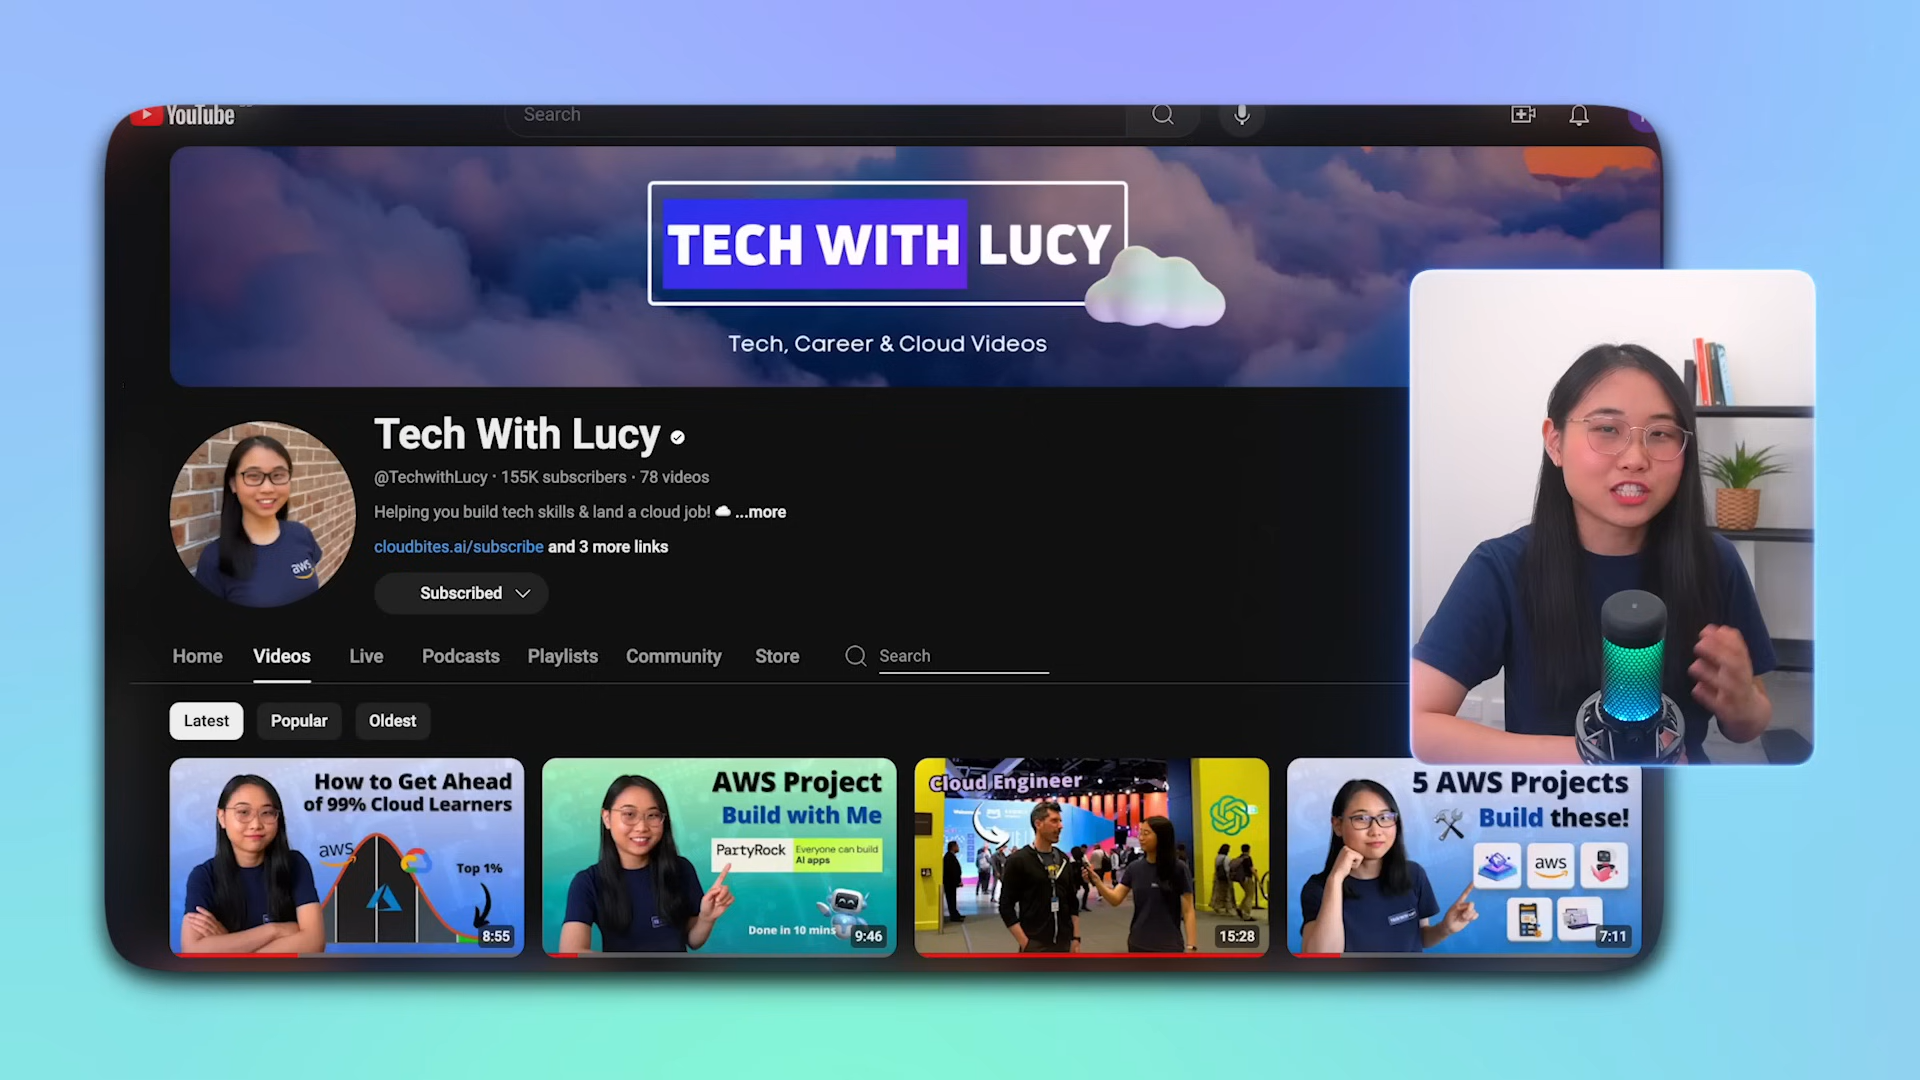 YouTube
Search
TECH WITH LUCY
Tech, Career & Cloud Videos
Tech With Lucy
@TechwithLucy · 155K subscribers · 78 videos
Helping you build tech skills & land a cloud job! ☁ ...more
cloudbites.ai/subscribe and 3 more links
aws
Subscribed
Home Videos Live Podcasts Playlists Community Store Search
Latest Popular Oldest
How to Get Ahead
of 99% Cloud Learners
aws
Top 1%
8:55
AWS Project
Build with Me
PartyRock
Everyone can build
AI apps
Done in 10 mins
9:46
Cloud Engineer
15:28
5 AWS Projects
Build these!
aws
7:11